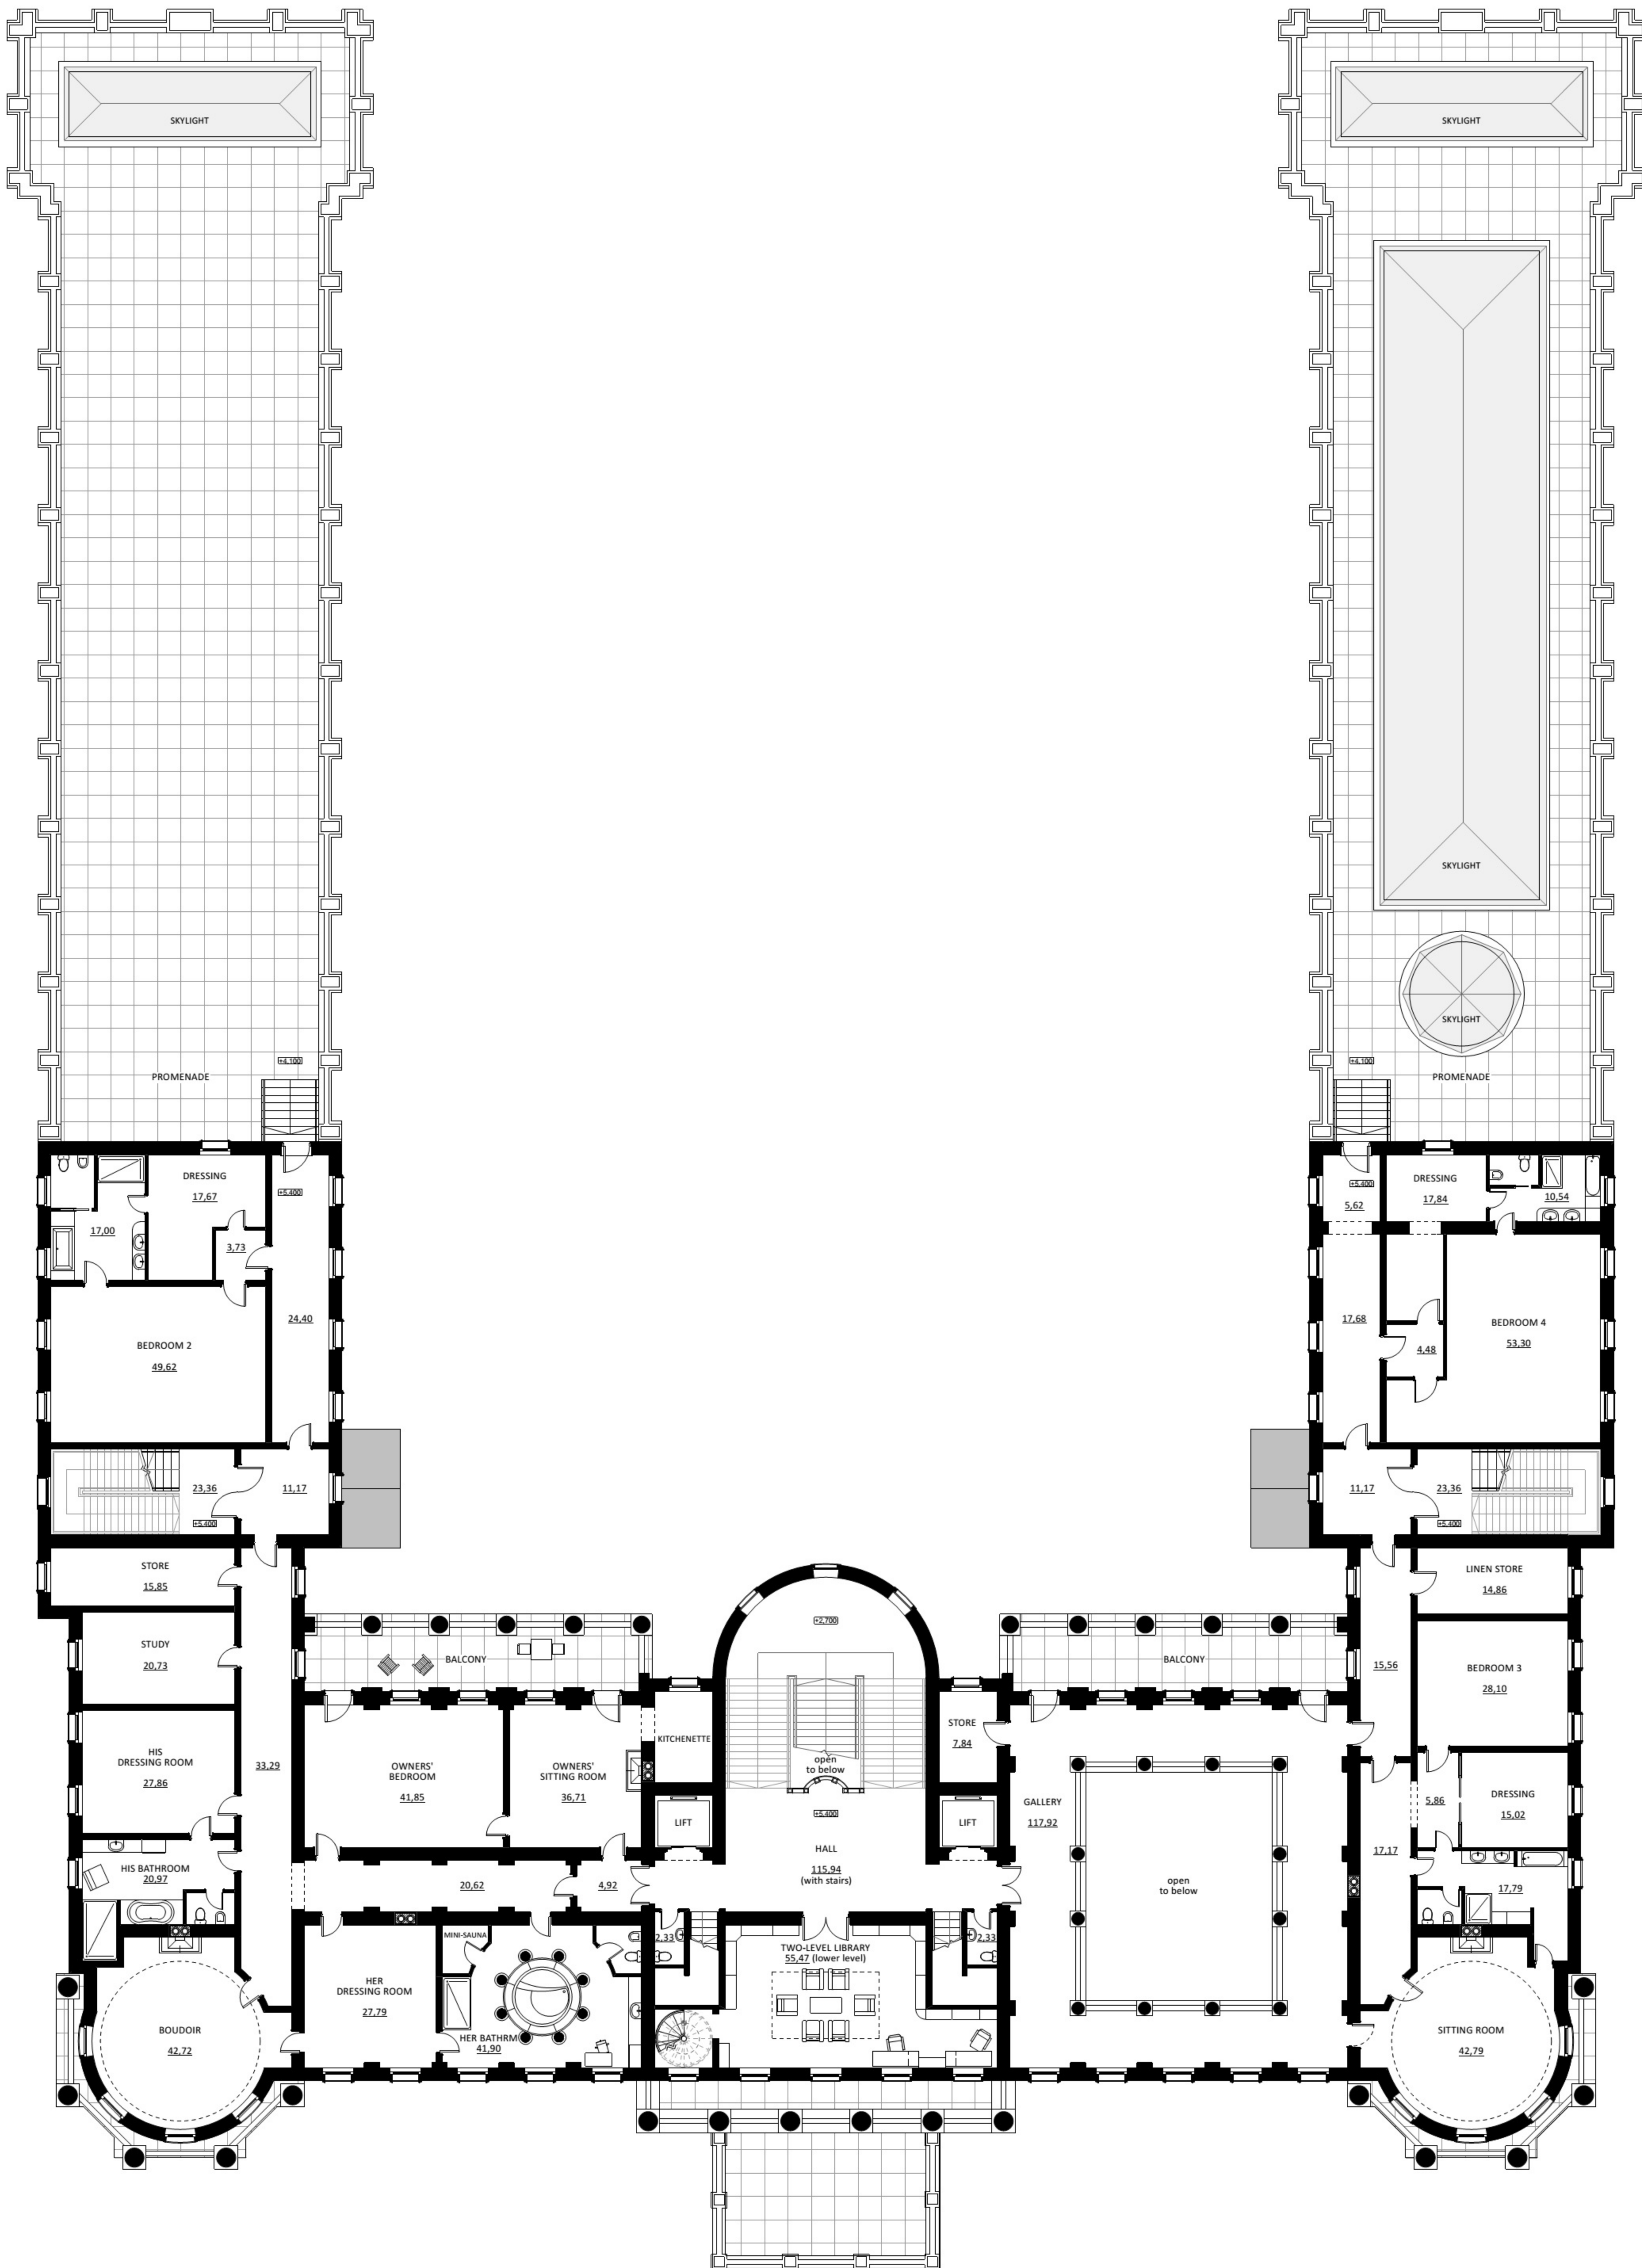 SKYLIGHT
SKYLIGHT
SKYLIGHT
SKYLIGHT
+4.100
PROMENADE
+4.100
PROMENADE
DRESSING
17,67
+5.400
17,00
3,73
24,40
BEDROOM 2
49,62
23,36
+5.400
11,17
+5.400
5,62
DRESSING
17,84
10,54
17,68
4,48
BEDROOM 4
53,30
11,17
23,36
+5.400
STORE
15,85
STUDY
20,73
HIS
DRESSING ROOM
27,86
33,29
HIS BATHROOM
20,97
BOUDOIR
42,72
BALCONY
OWNERS'
BEDROOM
41,85
OWNERS'
SITTING ROOM
36,71
KITCHENETTE
LIFT
20,62
4,92
HER
DRESSING ROOM
27,79
MINI-SAUNA
HER BATHRM
41,90
2,33
+2.700
open
to below
+5.400
HALL
115,94
(with stairs)
TWO-LEVEL LIBRARY
55,47 (lower level)
STORE
7,84
LIFT
2,33
BALCONY
GALLERY
117,92
open
to below
LINEN STORE
14,86
15,56
BEDROOM 3
28,10
5,86
DRESSING
15,02
17,17
17,79
SITTING ROOM
42,79